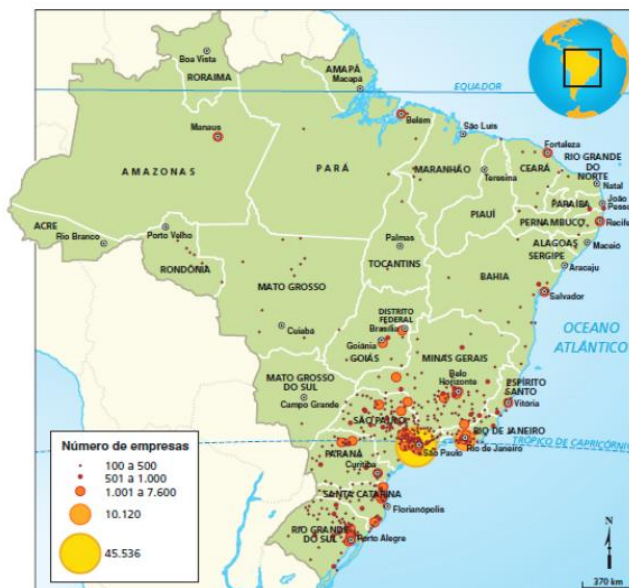 Boa Vista
RORAIMA
AMAPÁ
Macapá
EQUADOR
Manaus
Belém
São Luís
Fortaleza
AMAZONAS
PARÁ
MARANHÃO
Teresina
CEARÁ
RIO GRANDE
DO
NORTE
Natal
PARAÍBA
João
Pesso
PIAUÍ
PERNAMBUCO
Recife
ACRE
Rio Branco
Porto Velho
Palmas
ALAGOAS
Maceió
SERGIPE
Aracaju
RONDÔNIA
TOCANTINS
MATO GROSSO
BAHIA
Salvador
DISTRITO
FEDERAL
Brasília
Cuiabá
Goiânia
GOIÁS
OCEANO
ATLÂNTICO
MINAS GERAIS
MATO GROSSO
DO SUL
Campo Grande
Belo
Horizonte
ESPÍRITO
SANTO
Vitória
SÃO PAULO
RIO DE JANEIRO
Rio de Janeiro
TRÓPICO DE CAPRICÓRNIO
São Paulo
PARANÁ
Curitiba
SANTA CATARINA
Florianópolis
RIO GRANDE
DO SUL
Porto Alegre
Número de empresas
100 a 500
501 a 1.000
1.001 a 7.600
10.120
45.536
N
370 km